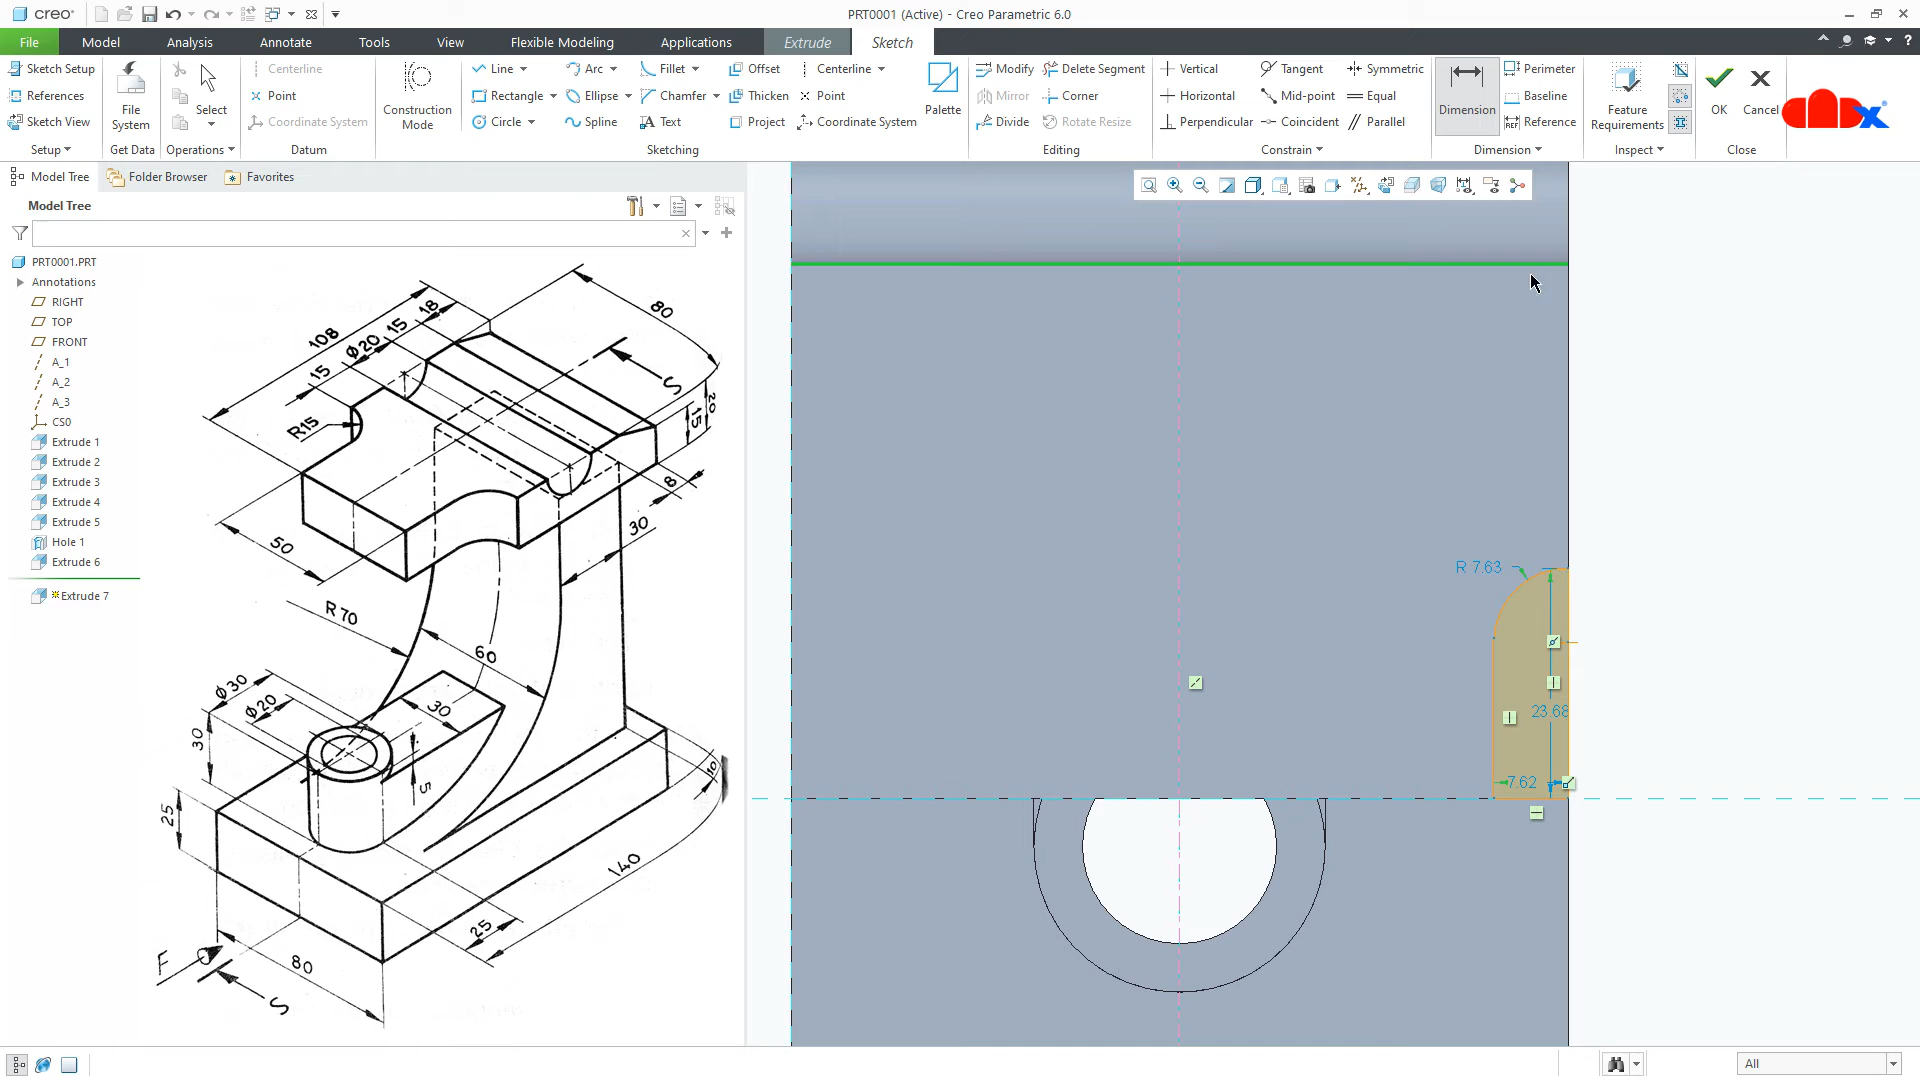 creo
PRT0001 (Active) - Creo Parametric 6.0
File Model Analysis Annotate Tools View Flexible Modeling Applications Extrude Sketch
Sketch Setup
References
Sketch View
Setup
File System
Get Data
Select
Operations
Centerline
Point
Coordinate System
Datum
Construction Mode
Line Arc Fillet Offset Centerline
Rectangle Ellipse Chamfer Thicken Point
Circle Spline Text Project Coordinate System
Palette
Sketching
Modify Delete Segment
Mirror Corner
Divide Rotate Resize
Editing
Vertical Tangent Symmetric
Horizontal Mid-point Equal
Perpendicular Coincident Parallel
Constrain
Dimension
Perimeter
Baseline
REF Reference
Dimension
Feature Requirements
Inspect
OK
Cancel
Close
Model Tree Folder Browser Favorites
Model Tree
PRT0001.PRT
Annotations
RIGHT
TOP
FRONT
A_1
A_2
A_3
CS0
Extrude 1
Extrude 2
Extrude 3
Extrude 4
Extrude 5
Hole 1
Extrude 6
Extrude 7
80
18
15
108
Φ20
15
S
20
15
R15
8
30
50
R 70
60
Φ30
Φ20
30
30
5
10
25
140
25
F
80
S
R 7.63
23.68
7.62
All